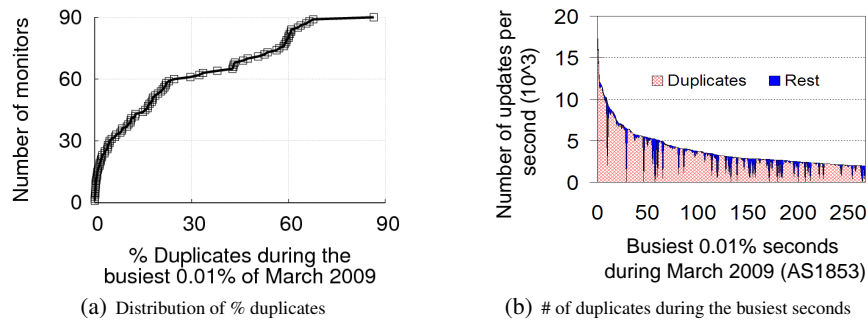 90
60
30
0
Number of monitors
0 30 60 90
% Duplicates during the
busiest 0.01% of March 2009
(a) Distribution of % duplicates
20
15
10
5
0
Number of updates per
second (10^3)
Duplicates Rest
0 50 100 150 200 250
Busiest 0.01% seconds
during March 2009 (AS1853)
(b) # of duplicates during the busiest seconds